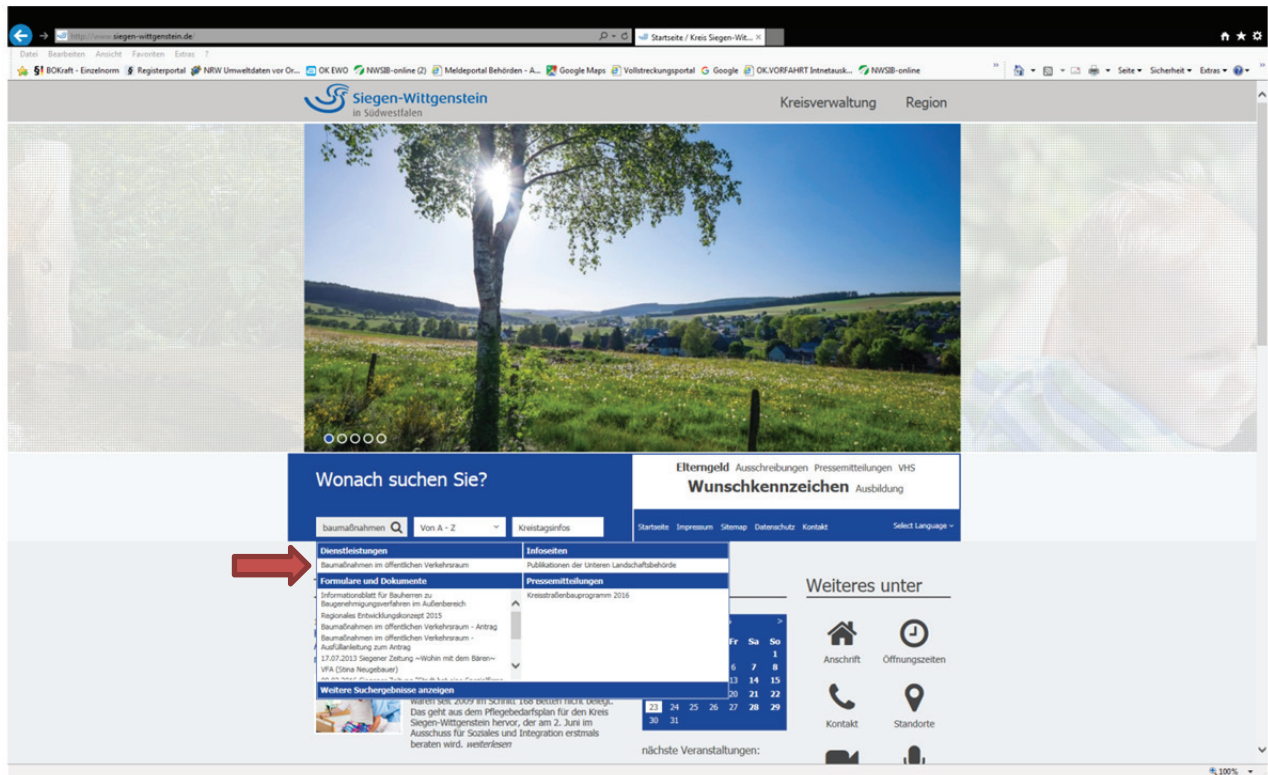 http://www.siegen-wittgenstein.de/
Startseite / Kreis Siegen-Wit...
Datei Bearbeiten Ansicht Favoriten Extras ?
BOKraft - Einzelnorm Registerportal NRW Umweltdaten vor Or... OK EWO NWSIB-online (2) Meldeportal Behörden - A... Google Maps Vollstreckungsportal Google OK.VORFAHRT Intnetausk... NWSIB-online
Seite Sicherheit Extras
Siegen-Wittgenstein
in Südwestfalen
Kreisverwaltung Region
Wonach suchen Sie?
Elterngeld Ausschreibungen Pressemitteilungen VHS
Wunschkennzeichen Ausbildung
baumaßnahmen Von A - Z Kreistagsinfos
Startseite Impressum Sitemap Datenschutz Kontakt Select Language
Dienstleistungen
Baumaßnahmen im öffentlichen Verkehrsraum
Infoseiten
Publikationen der Unteren Landschaftsbehörde
Formulare und Dokumente
Informationsblatt für Bauherren zu
Baugenehmigungsverfahren im Außenbereich
Regionales Entwicklungskonzept 2015
Baumaßnahmen im öffentlichen Verkehrsraum - Antrag
Baumaßnahmen im öffentlichen Verkehrsraum -
Ausfüllanleitung zum Antrag
17.07.2013 Siegener Zeitung ~Wohin mit dem Bären~
VFA (Stina Neugebauer)
Pressemitteilungen
Kreisstraßenbauprogramm 2016
Weitere Suchergebnisse anzeigen
Waren seit 2009 im Schnitt 168 Betten nicht belegt.
Das geht aus dem Pflegebedarfsplan für den Kreis
Siegen-Wittgenstein hervor, der am 2. Juni im
Ausschuss für Soziales und Integration erstmals
beraten wird. weiterlesen
>
Fr Sa So
1
6 7 8
13 14 15
20 21 22
23 24 25 26 27 28 29
30 31
nächste Veranstaltungen:
Weiteres unter
Anschrift Öffnungszeiten
Kontakt Standorte
100%